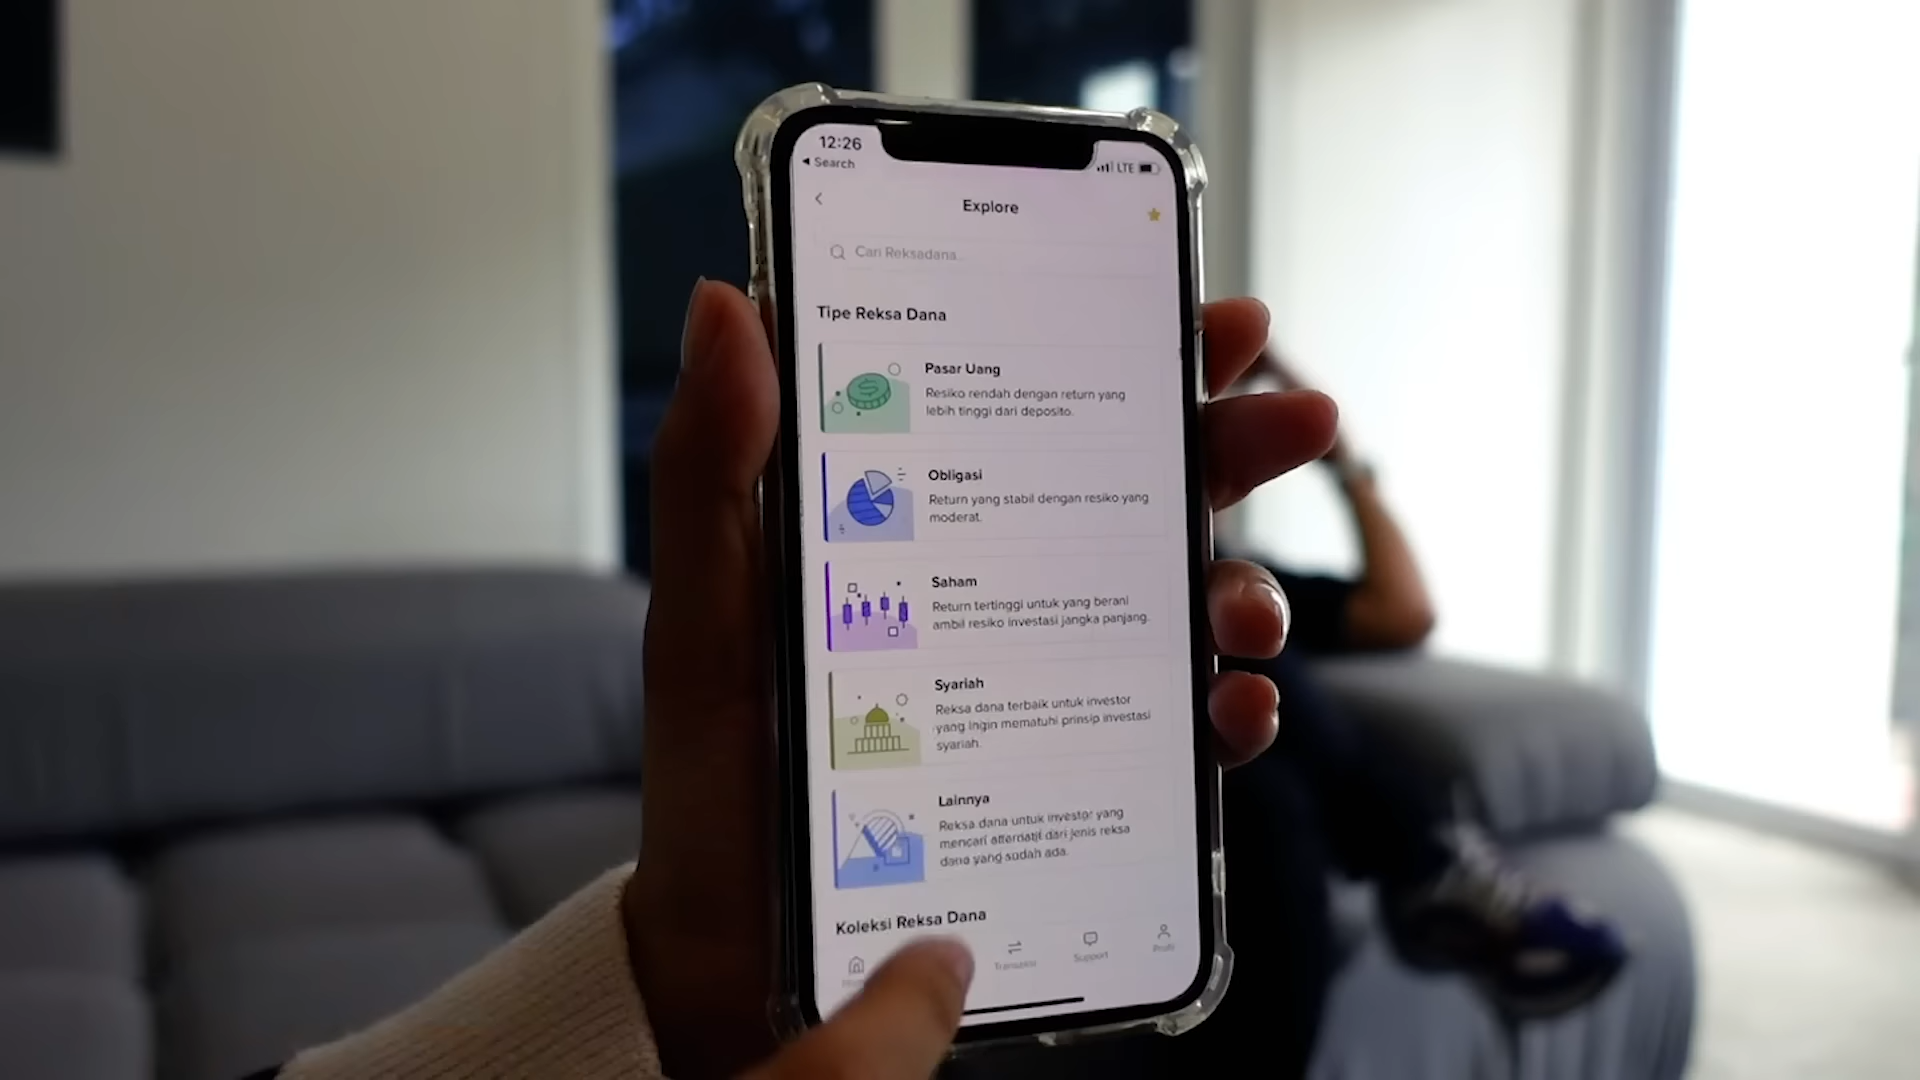 12:26
Search
LTE
Explore
Cari Reksadana...
Tipe Reksa Dana
Pasar Uang
Resiko rendah dengan return yang
lebih tinggi dari deposito.
Obligasi
Return yang stabil dengan resiko yang
moderat.
Saham
Return tertinggi untuk yang berani
ambil resiko investasi jangka panjang.
Syariah
Reksa dana terbaik untuk investor
yang ingin mematuhi prinsip investasi
syariah.
Lainnya
Reksa dana untuk investor yang
mencari alternatif dari jenis reksa
dana yang sudah ada.
Koleksi Reksa Dana
Transaksi
Support
Profil